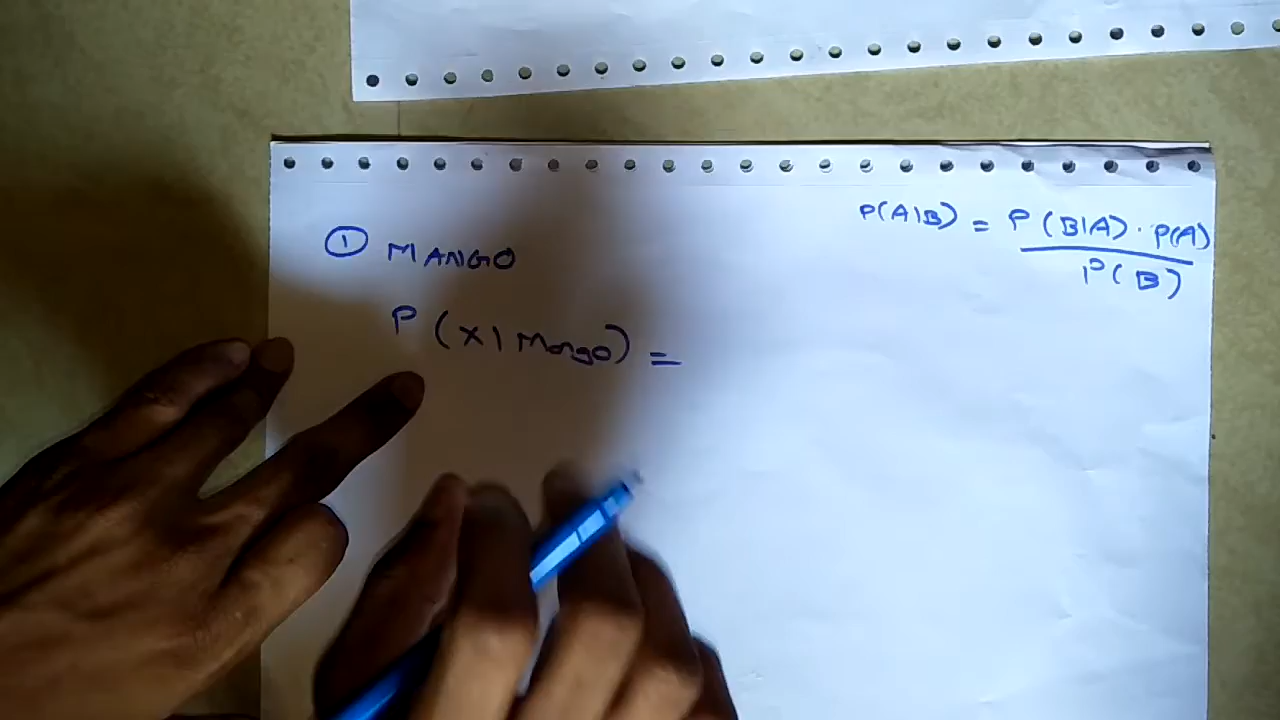 P(A|B) = P(B|A) · P(A)
P(B)
① MANGO
P(X|Mango) =